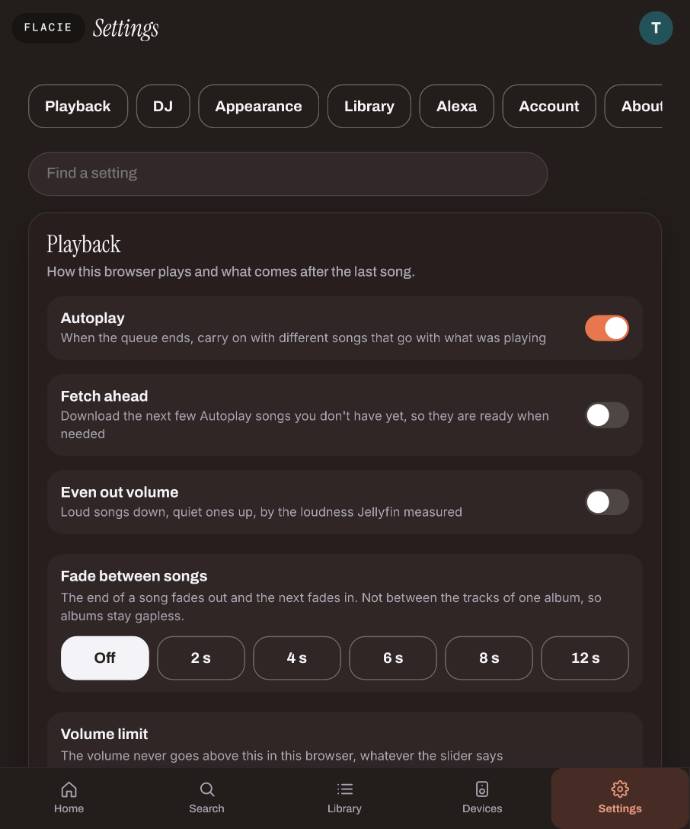 FLACIE Settings T
Playback DJ Appearance Library Alexa Account About
Find a setting
Playback
How this browser plays and what comes after the last song.
Autoplay
When the queue ends, carry on with different songs that go with what was playing
Fetch ahead
Download the next few Autoplay songs you don't have yet, so they are ready when
needed
Even out volume
Loud songs down, quiet ones up, by the loudness Jellyfin measured
Fade between songs
The end of a song fades out and the next fades in. Not between the tracks of one album, so
albums stay gapless.
Off 2 s 4 s 6 s 8 s 12 s
Volume limit
The volume never goes above this in this browser, whatever the slider says
Home Search Library Devices Settings